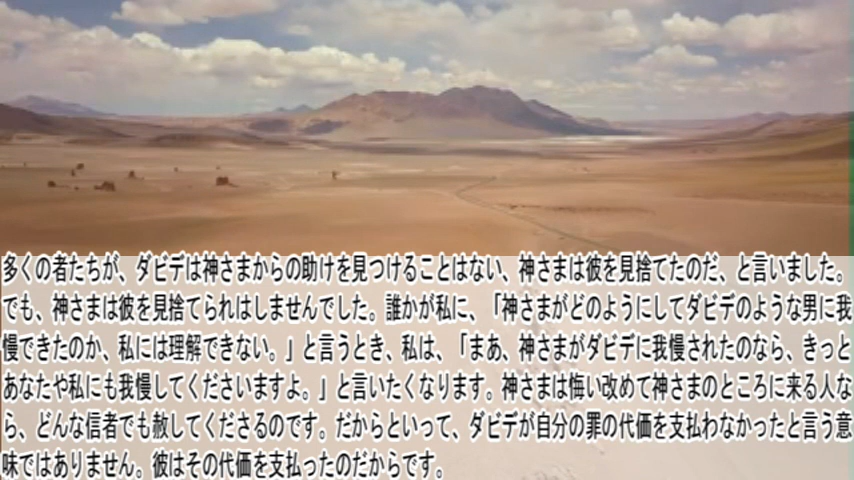 多くの者たちが、ダビデは神さまからの助けを見つけることはない、神さまは彼を見捨てたのだ、と言いました。
でも、神さまは彼を見捨てられはしませんでした。誰かが私に、「神さまがどのようにしてダビデのような男に我
慢できたのか、私には理解できない。」と言うとき、私は、「まあ、神さまがダビデに我慢されたのなら、きっと
あなたや私にも我慢してくださいますよ。」と言いたくなります。神さまは悔い改めて神さまのところに来る人な
ら、どんな信者でも赦してくださるのです。だからといって、ダビデが自分の罪の代価を支払わなかったと言う意
味ではありません。彼はその代価を支払ったのだからです。